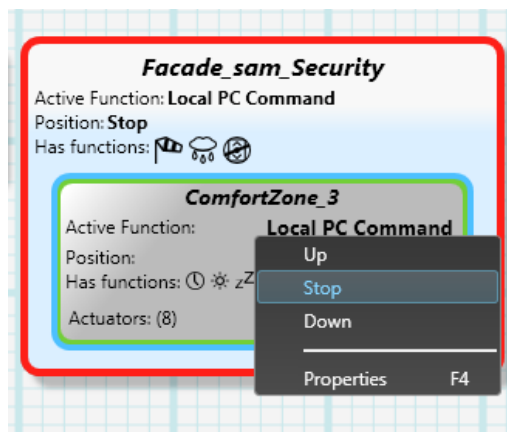 Facade_sam_Security
Active Function: Local PC Command
Position: Stop
Has functions:
ComfortZone_3
Active Function: Local PC Command
Position:
Has functions: zZ
Actuators: (8)
Up
Stop
Down
Properties F4